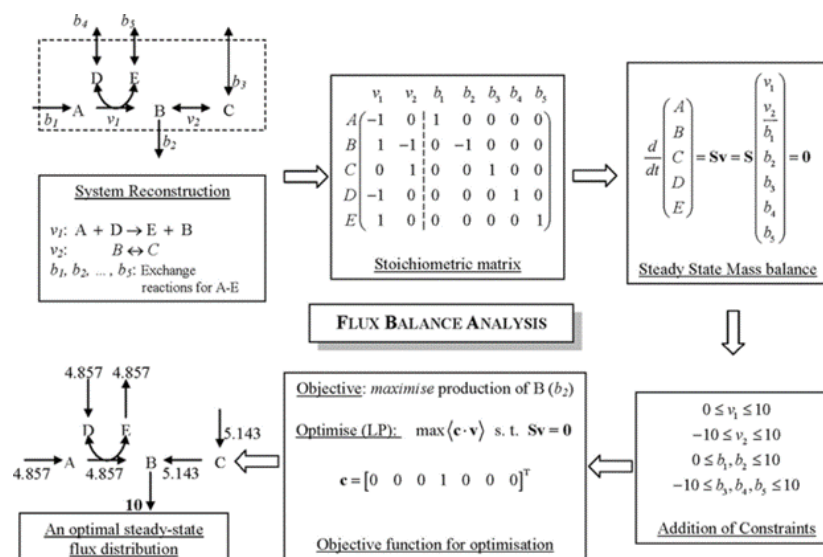 b4 b5
D E b3
b1 A v1 B v2 C
b2
System Reconstruction
v1: A + D → E + B
v2: B ↔ C
b1, b2, ... , b5: Exchange
reactions for A-E
v1 v2 b1 b2 b3 b4 b5
A −1 0 1 0 0 0 0
B 1 −1 0 −1 0 0 0
C 0 1 0 0 1 0 0
D −1 0 0 0 0 1 0
E 1 0 0 0 0 0 1
Stoichiometric matrix
d/dt (A B C D E) = Sv = S (v1 v2 b1 b2 b3 b4 b5) = 0
Steady State Mass balance
FLUX BALANCE ANALYSIS
0 ≤ v1 ≤ 10
−10 ≤ v2 ≤ 10
0 ≤ b1, b2 ≤ 10
−10 ≤ b3, b4, b5 ≤ 10
Addition of Constraints
Objective: maximise production of B (b2)
Optimise (LP): max⟨c · v⟩ s. t. Sv = 0
c = [0 0 0 1 0 0 0]T
Objective function for optimisation
4.857 4.857
D E 5.143
4.857 A 4.857 B 5.143 C
10
An optimal steady-state
flux distribution